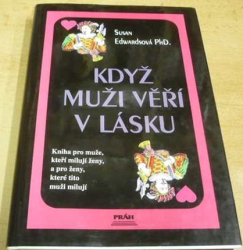 SUSAN
EDWARDSOVÁ PhD.
KDYŽ
MUŽI VĚŘÍ
V LÁSKU
Kniha pro muže,
kteří milují ženy,
a pro ženy,
které tito
muži milují
PRÁH